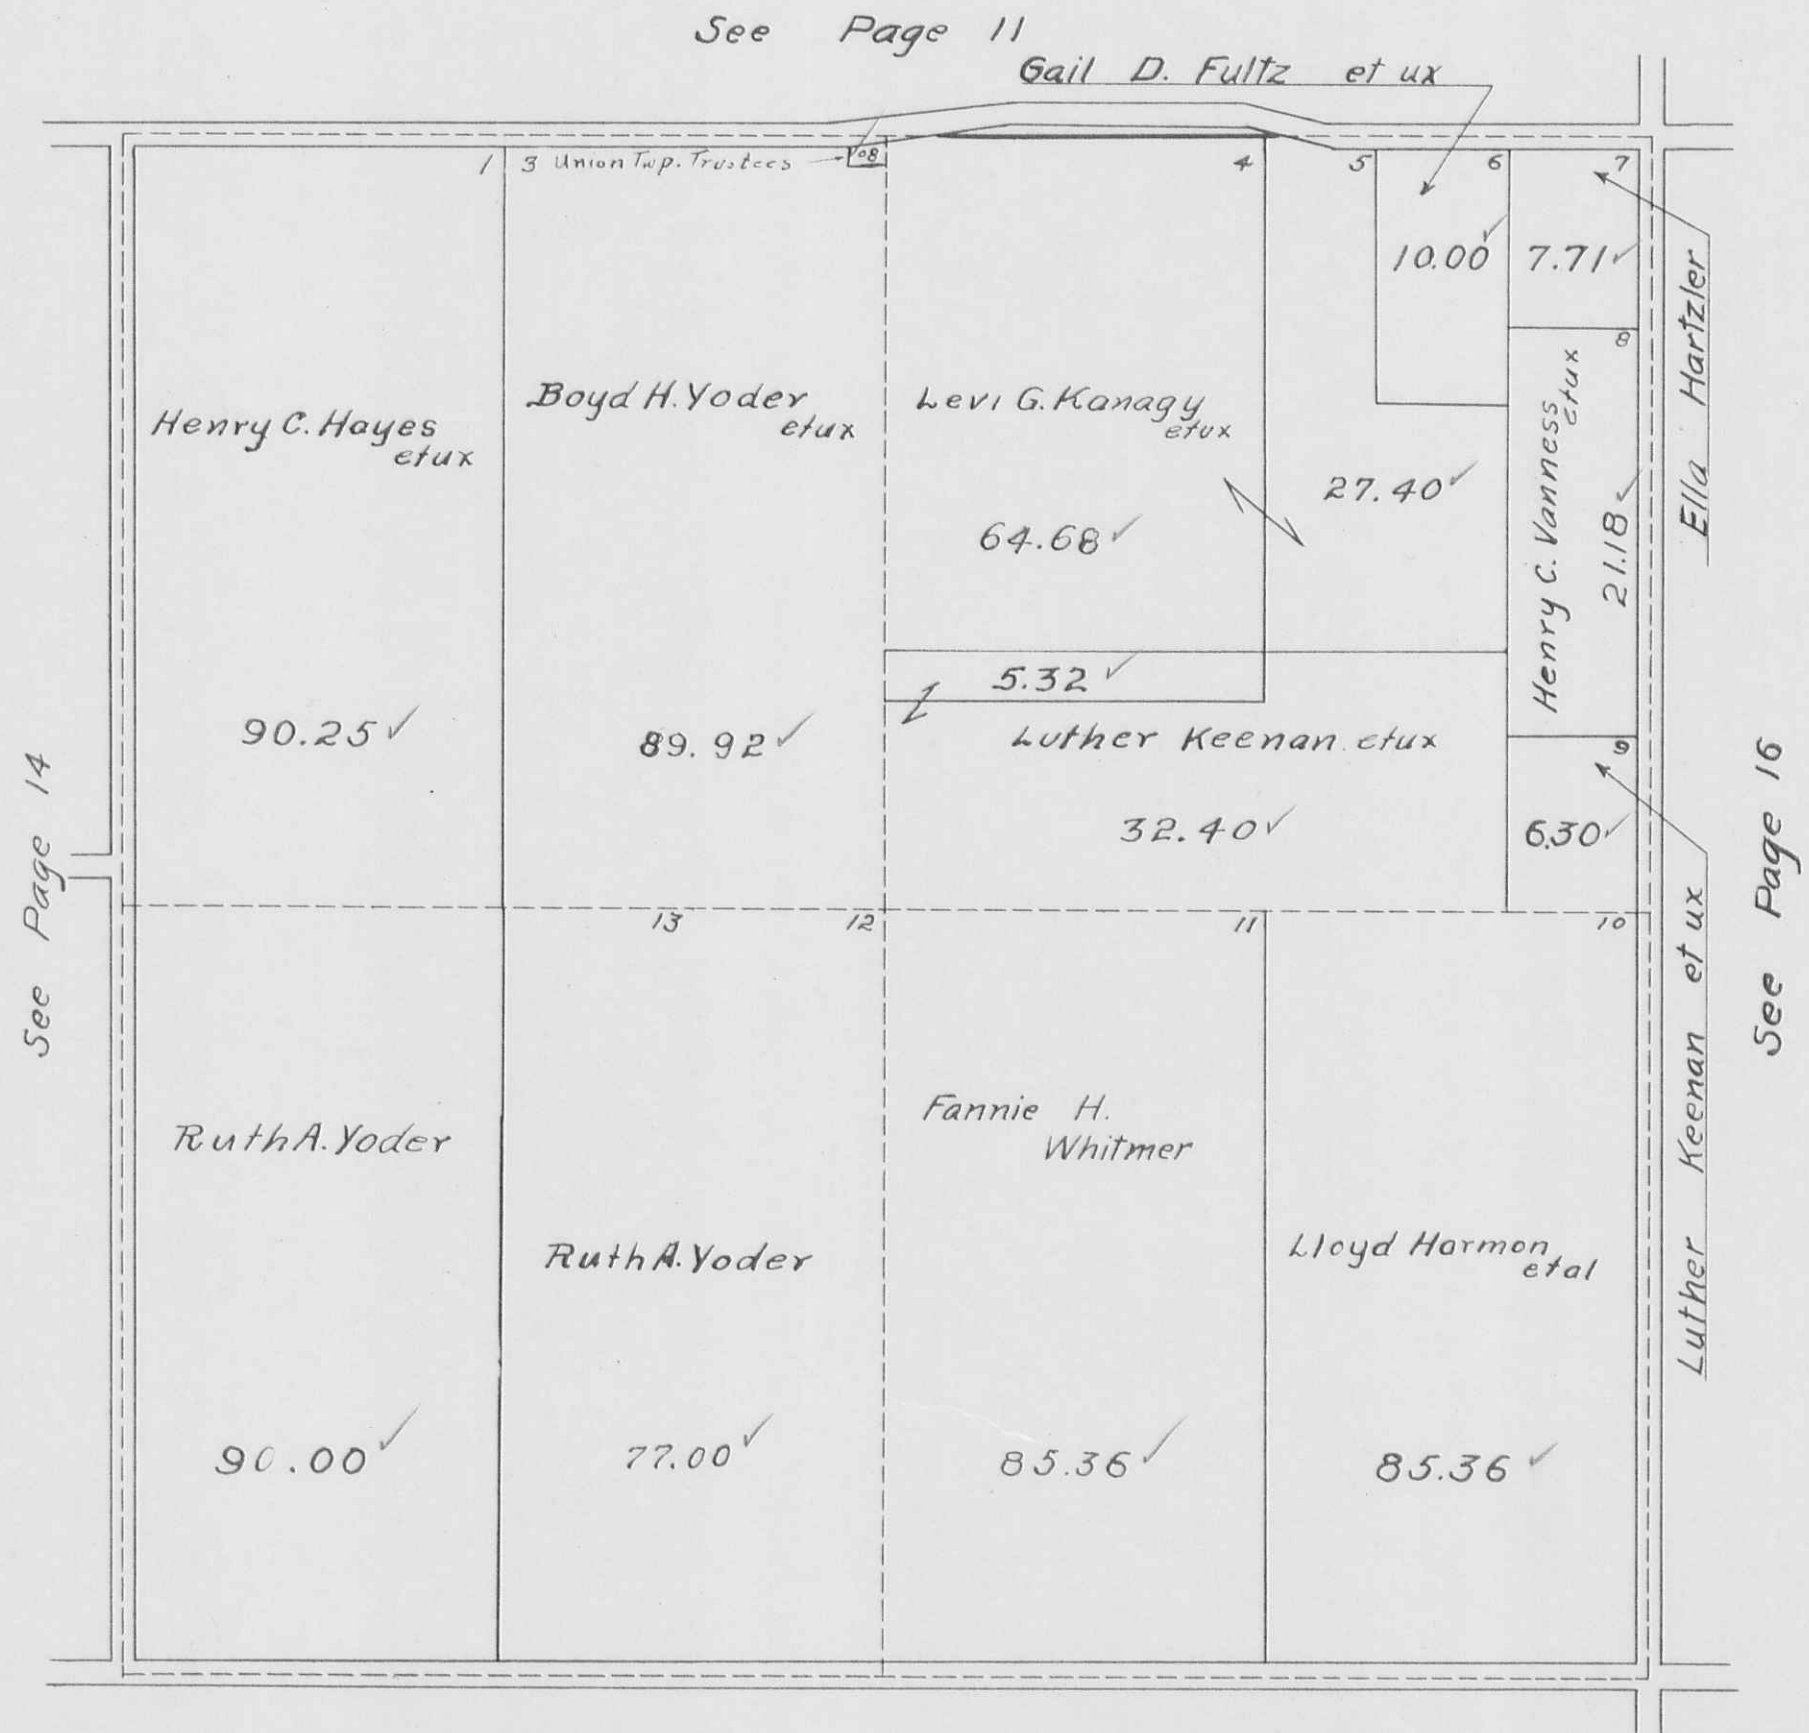 See Page 11
Gail D. Fultz et ux
1
3
Union Twp. Trustees
.08
4
5
6
7
10.00
7.71
8
Henry C. Hayes
etux
Boyd H. Yoder
etux
Levi G. Kanagy
etux
27.40
64.68
Henry C. Vanness
etux
21.18
Ella Hartzler
5.32
90.25
89.92
Luther Keenan etux
32.40
9
6.30
See Page 14
See Page 16
13
12
11
10
Luther Keenan et ux
Ruth A. Yoder
Fannie H.
Whitmer
Ruth A. Yoder
Lloyd Harmon
etal
90.00
77.00
85.36
85.36